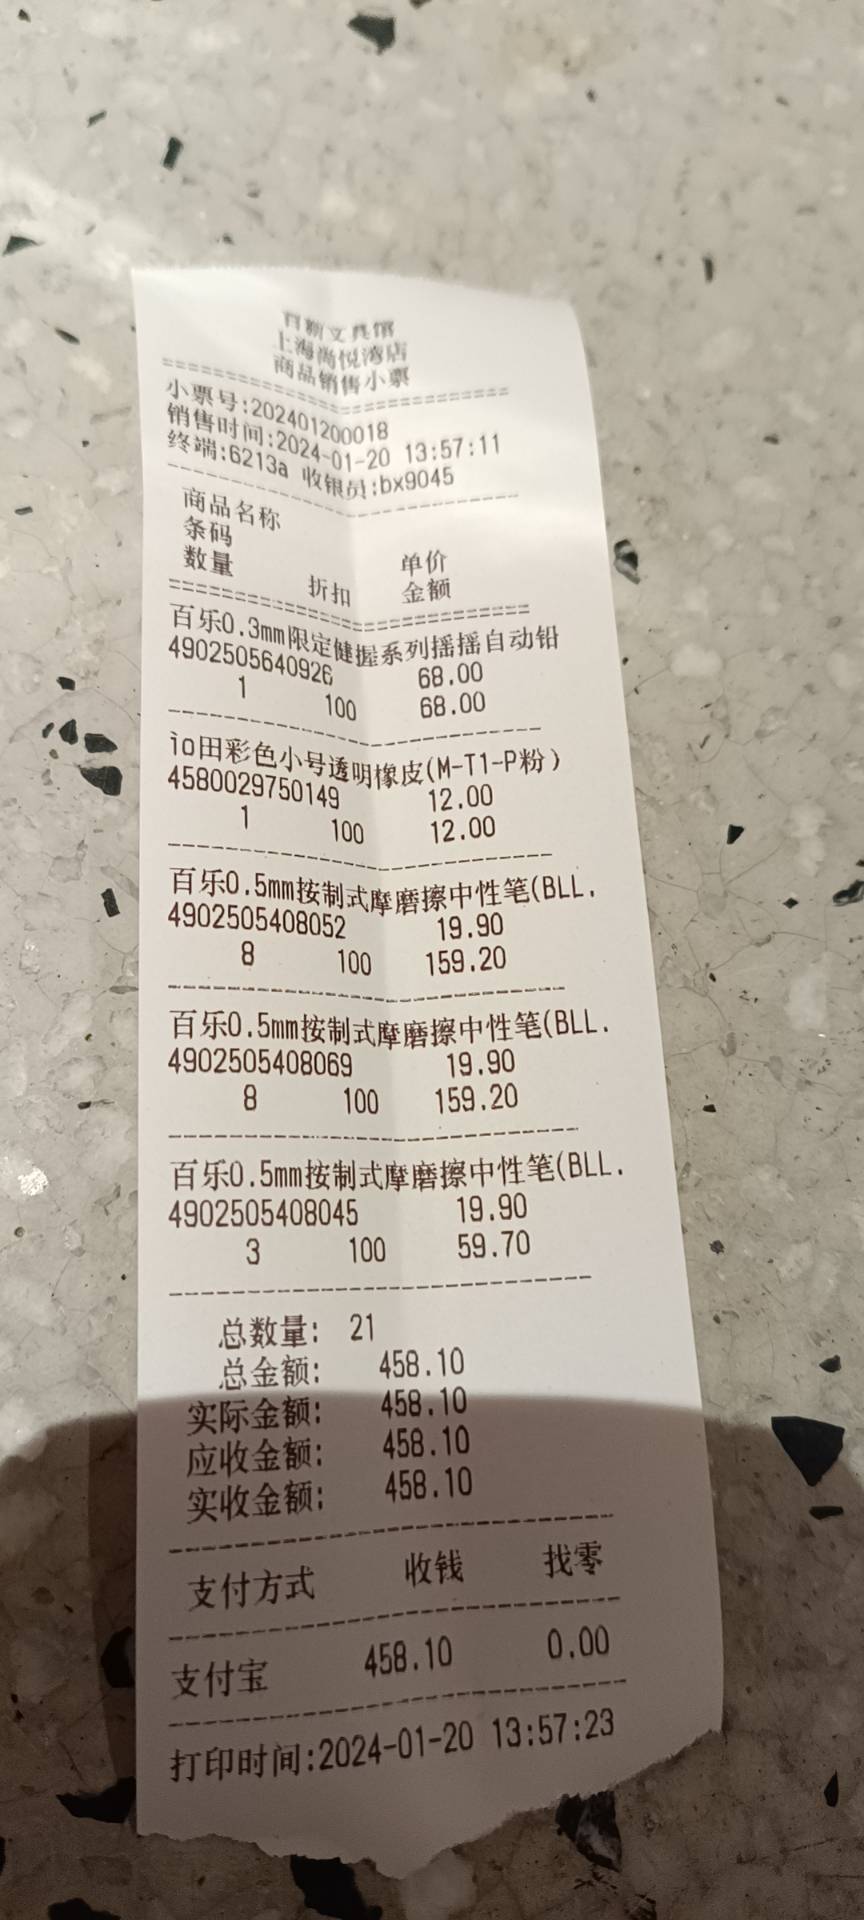 百新文具馆
上海尚悦湾店
商品销售小票
==============================
小票号:202401200018
销售时间:2024-01-20 13:57:11
终端:6213a 收银员:bx9045
------------------------------
商品名称
条码 单价
数量 折扣 金额
==============================
百乐0.3mm限定健握系列摇摇自动铅
4902505640926 68.00
1 100 68.00
------------------------------
io田彩色小号透明橡皮(M-T1-P粉)
4580029750149 12.00
1 100 12.00
------------------------------
百乐0.5mm按制式摩磨擦中性笔(BLL.
4902505408052 19.90
8 100 159.20
------------------------------
百乐0.5mm按制式摩磨擦中性笔(BLL.
4902505408069 19.90
8 100 159.20
------------------------------
百乐0.5mm按制式摩磨擦中性笔(BLL.
4902505408045 19.90
3 100 59.70
------------------------------
总数量: 21
总金额: 458.10
实际金额: 458.10
应收金额: 458.10
实收金额: 458.10
------------------------------
支付方式 收钱 找零
------------------------------
支付宝 458.10 0.00
------------------------------
打印时间:2024-01-20 13:57:23